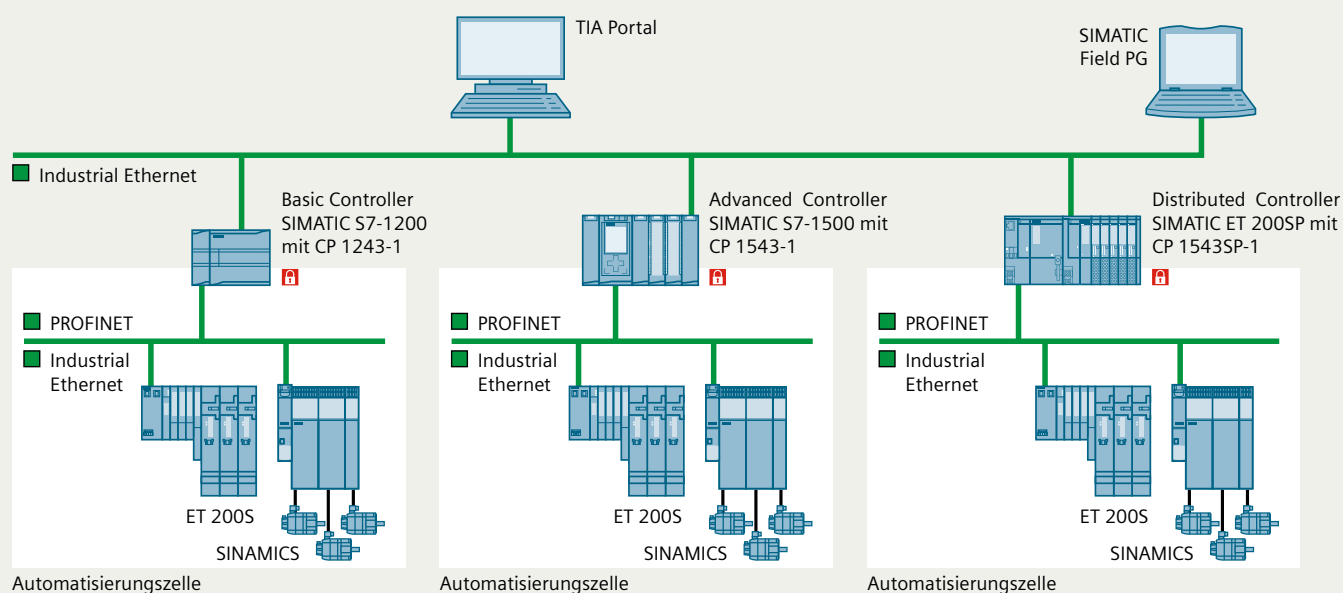 TIA Portal
SIMATIC
Field PG
Industrial Ethernet
Basic Controller
SIMATIC S7-1200
mit CP 1243-1
Advanced Controller
SIMATIC S7-1500 mit
CP 1543-1
Distributed Controller
SIMATIC ET 200SP mit
CP 1543SP-1
PROFINET
Industrial
Ethernet
ET 200S
SINAMICS
Automatisierungszelle
PROFINET
Industrial
Ethernet
ET 200S
SINAMICS
Automatisierungszelle
PROFINET
Industrial
Ethernet
ET 200S
SINAMICS
Automatisierungszelle